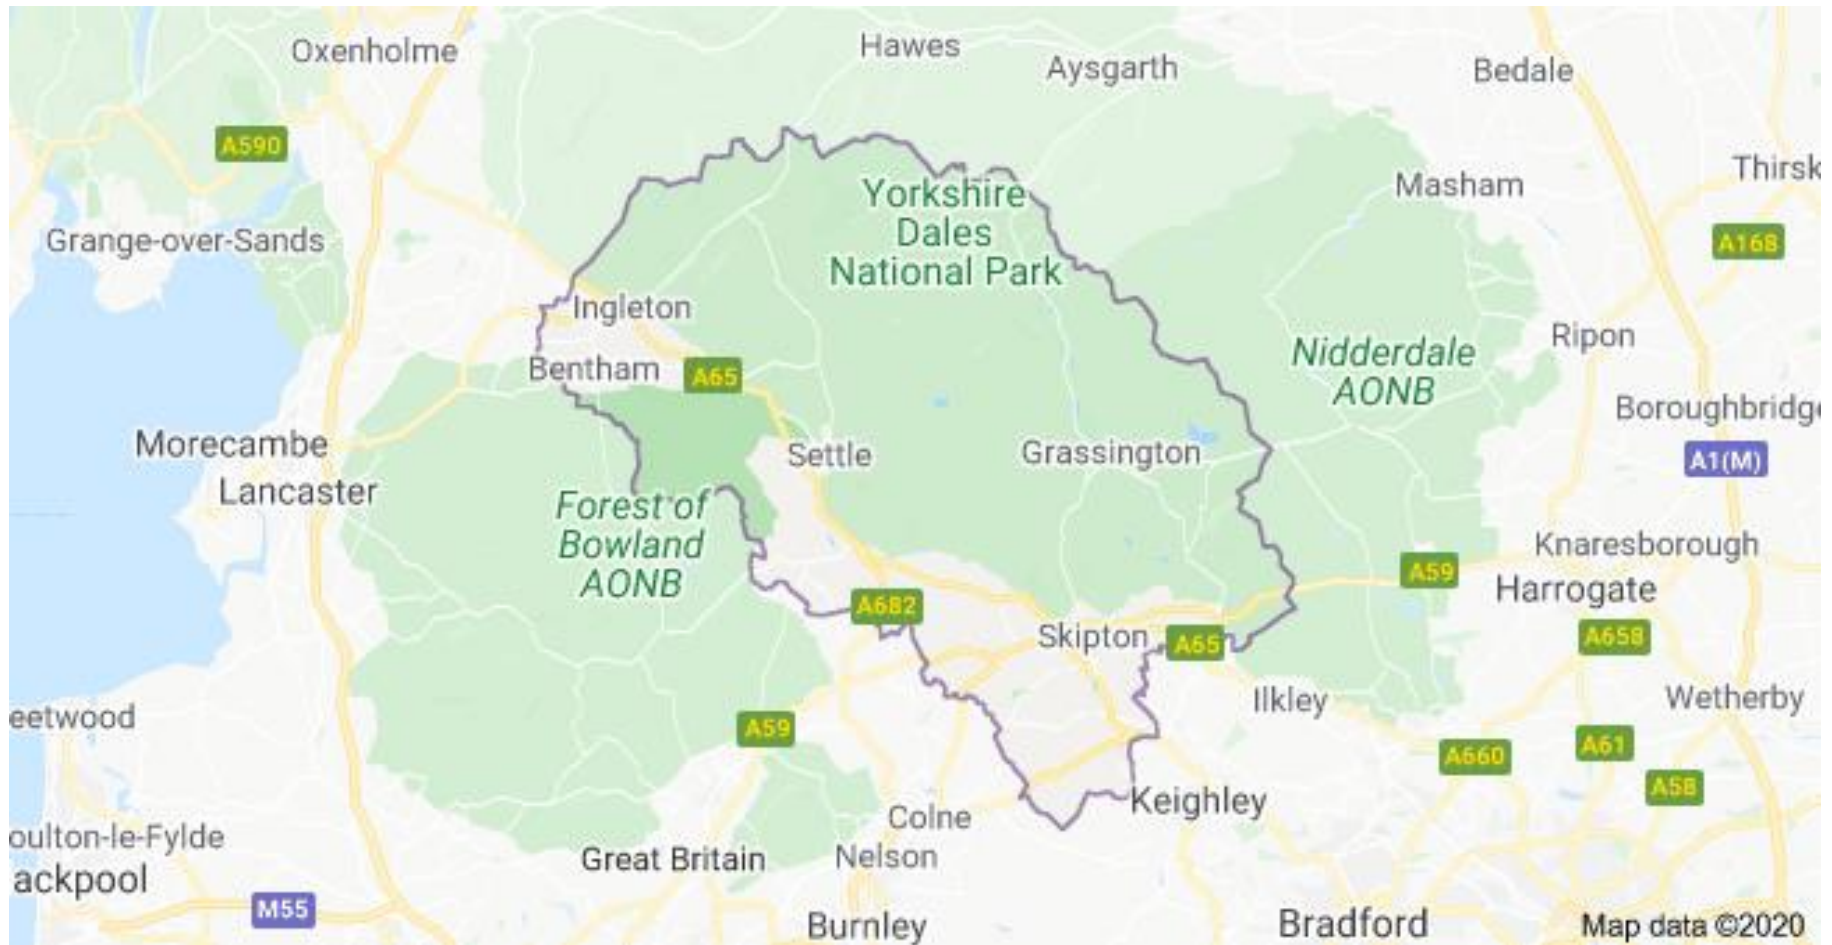 Oxenholme
Hawes
Aysgarth
Bedale
A590
Thirsk
Masham
Yorkshire
Dales
National Park
Grange-over-Sands
A168
Ingleton
Ripon
Nidderdale
AONB
Bentham
A65
Boroughbridge
Morecambe
Settle
Grassington
A1(M)
Lancaster
Forest of
Bowland
AONB
Knaresborough
A59
Harrogate
A682
Skipton
A65
A658
Ilkley
Wetherby
eetwood
A59
A61
A660
A58
Keighley
Colne
oulton-le-Fylde
Great Britain
Nelson
ackpool
M55
Burnley
Bradford
Map data ©2020